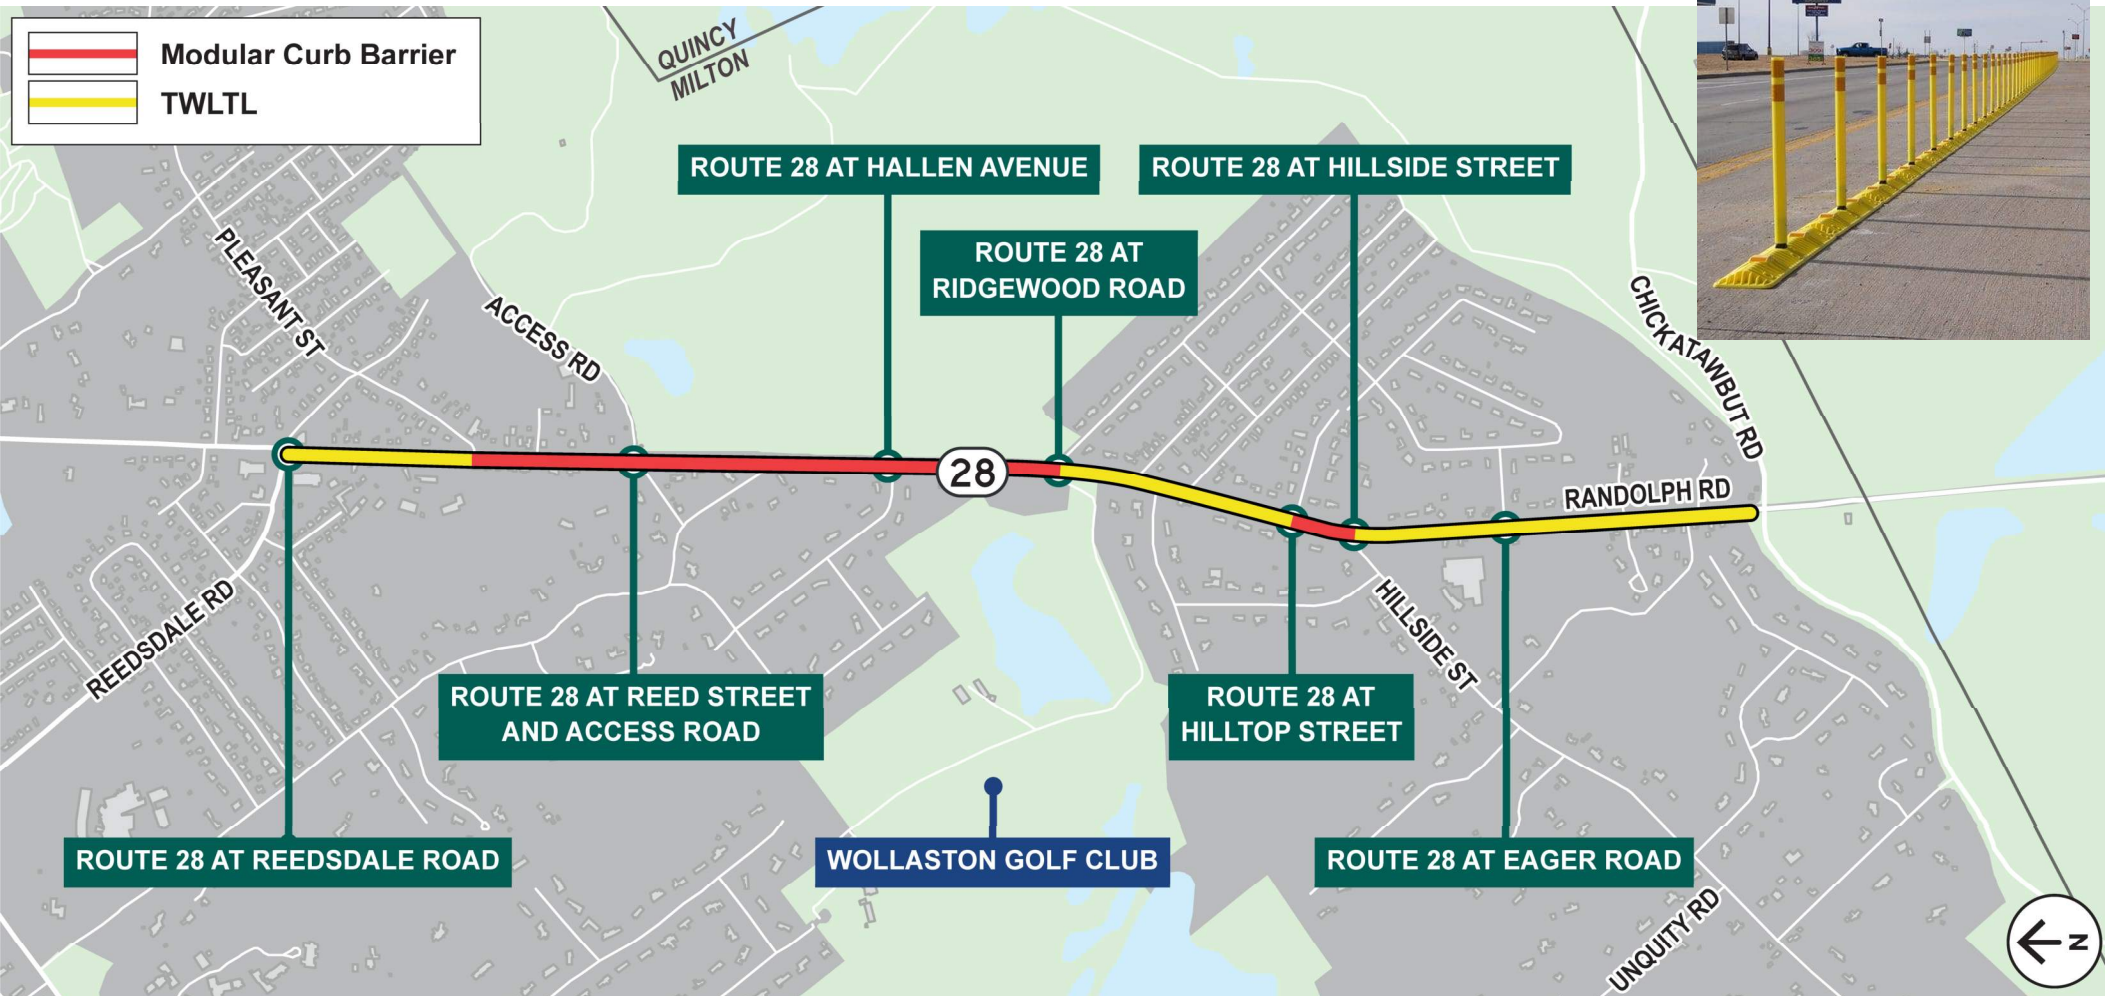 Modular Curb Barrier
TWLTL
QUINCY
MILTON
ROUTE 28 AT HALLEN AVENUE
ROUTE 28 AT HILLSIDE STREET
ROUTE 28 AT
RIDGEWOOD ROAD
PLEASANT ST
ACCESS RD
CHICKATAWBUT RD
28
RANDOLPH RD
REEDSDALE RD
HILLSIDE ST
ROUTE 28 AT REED STREET
AND ACCESS ROAD
ROUTE 28 AT
HILLTOP STREET
ROUTE 28 AT REEDSDALE ROAD
WOLLASTON GOLF CLUB
ROUTE 28 AT EAGER ROAD
UNQUITY RD
N